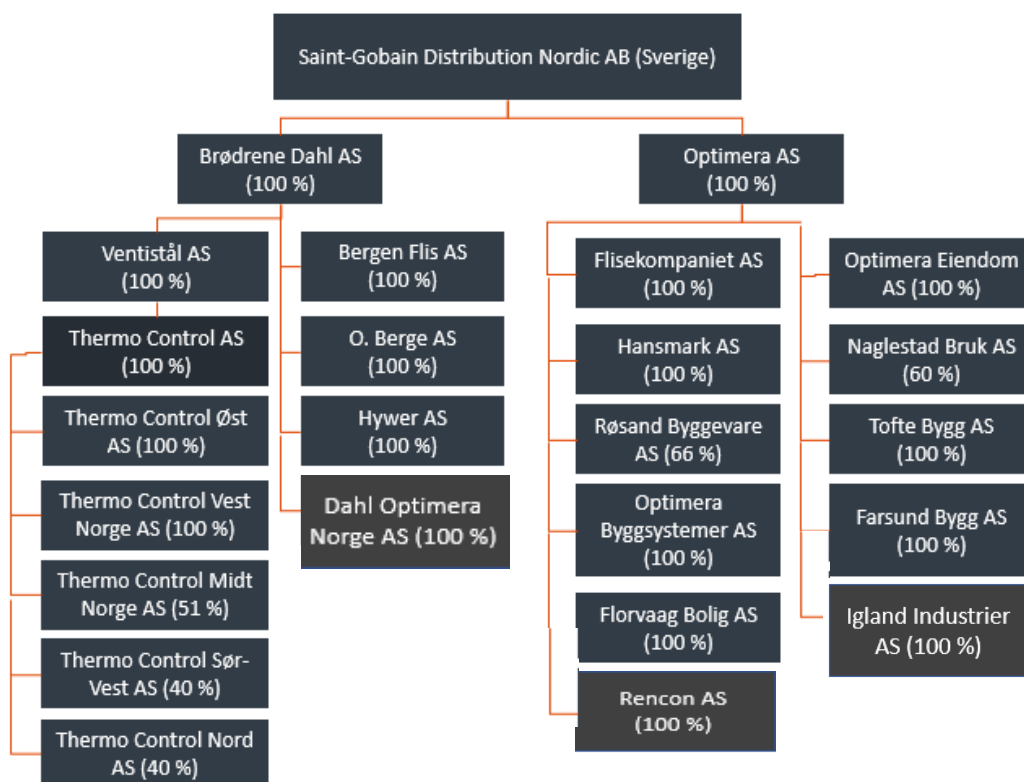 Saint-Gobain Distribution Nordic AB (Sverige)
Brødrene Dahl AS
(100 %)
Optimera AS
(100 %)
Ventistål AS
(100 %)
Thermo Control AS
(100 %)
Thermo Control Øst
AS (100 %)
Thermo Control Vest
Norge AS (100 %)
Thermo Control Midt
Norge AS (51 %)
Thermo Control Sør-
Vest AS (40 %)
Thermo Control Nord
AS (40 %)
Bergen Flis AS
(100 %)
O. Berge AS
(100 %)
Hywer AS
(100 %)
Dahl Optimera
Norge AS (100 %)
Flisekompaniet AS
(100 %)
Hansmark AS
(100 %)
Røsand Byggevare
AS (66 %)
Optimera
Byggsystemer AS
(100 %)
Florvaag Bolig AS
(100 %)
Rencon AS
(100 %)
Optimera Eiendom
AS (100 %)
Naglestad Bruk AS
(60 %)
Tofte Bygg AS
(100 %)
Farsund Bygg AS
(100 %)
Igland Industrier
AS (100 %)